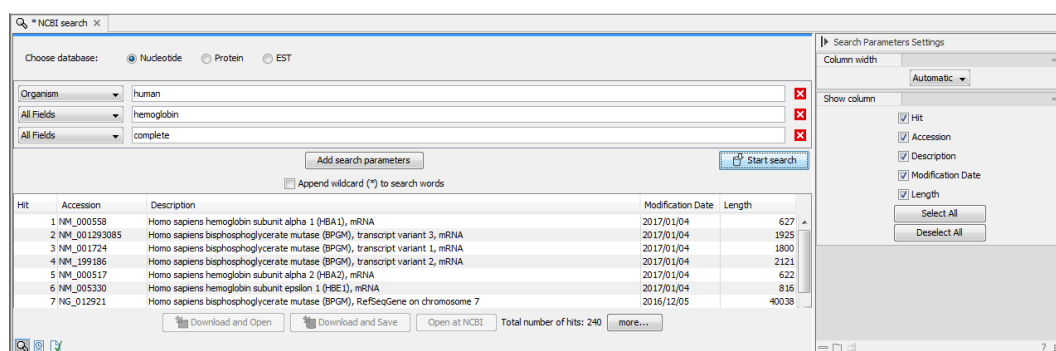 * NCBI search
Choose database: Nucleotide Protein EST
Organism human
All Fields hemoglobin
All Fields complete
Add search parameters Start search
Append wildcard (*) to search words
Hit Accession Description Modification Date Length
1 NM_000558 Homo sapiens hemoglobin subunit alpha 1 (HBA1), mRNA 2017/01/04 627
2 NM_001293085 Homo sapiens bisphosphoglycerate mutase (BPGM), transcript variant 3, mRNA 2017/01/04 1925
3 NM_001724 Homo sapiens bisphosphoglycerate mutase (BPGM), transcript variant 1, mRNA 2017/01/04 1800
4 NM_199186 Homo sapiens bisphosphoglycerate mutase (BPGM), transcript variant 2, mRNA 2017/01/04 2121
5 NM_000517 Homo sapiens hemoglobin subunit alpha 2 (HBA2), mRNA 2017/01/04 622
6 NM_005330 Homo sapiens hemoglobin subunit epsilon 1 (HBE1), mRNA 2017/01/04 816
7 NG_012921 Homo sapiens bisphosphoglycerate mutase (BPGM), RefSeqGene on chromosome 7 2016/12/05 40038
Download and Open Download and Save Open at NCBI Total number of hits: 240 more...
Search Parameters Settings
Column width
Automatic
Show column
Hit
Accession
Description
Modification Date
Length
Select All
Deselect All
?